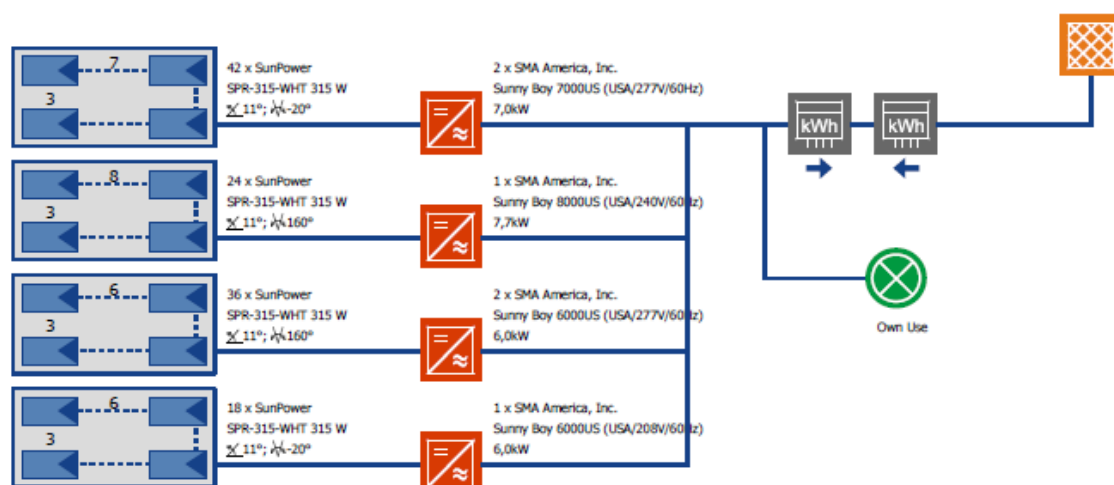 7
3
42 x SunPower
SPR-315-WHT 315 W
11°; -20°
2 x SMA America, Inc.
Sunny Boy 7000US (USA/277V/60Hz)
7,0kW
kWh
kWh
8
3
24 x SunPower
SPR-315-WHT 315 W
11°; 160°
1 x SMA America, Inc.
Sunny Boy 8000US (USA/240V/60Hz)
7,7kW
6
3
36 x SunPower
SPR-315-WHT 315 W
11°; 160°
2 x SMA America, Inc.
Sunny Boy 6000US (USA/277V/60Hz)
6,0kW
Own Use
6
3
18 x SunPower
SPR-315-WHT 315 W
11°; -20°
1 x SMA America, Inc.
Sunny Boy 6000US (USA/208V/60Hz)
6,0kW